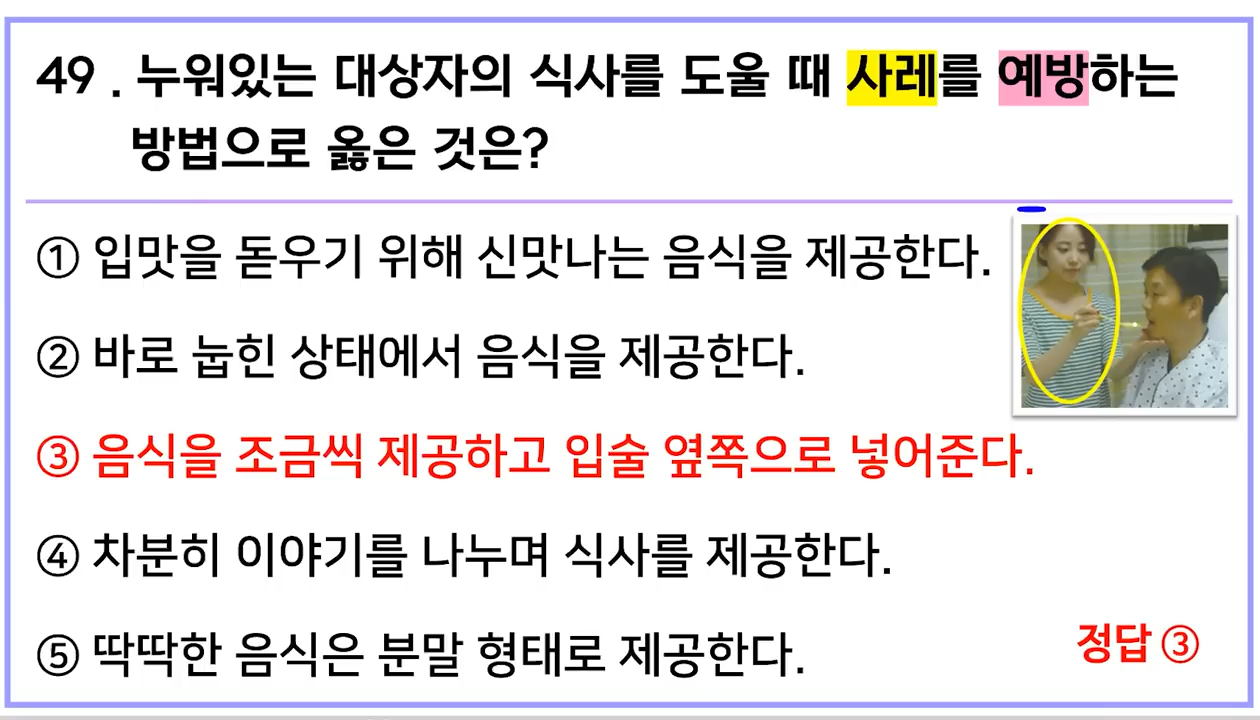 49 . 누워있는 대상자의 식사를 도울 때 사레를 예방하는
방법으로 옳은 것은?
① 입맛을 돋우기 위해 신맛나는 음식을 제공한다.
② 바로 눕힌 상태에서 음식을 제공한다.
③ 음식을 조금씩 제공하고 입술 옆쪽으로 넣어준다.
④ 차분히 이야기를 나누며 식사를 제공한다.
⑤ 딱딱한 음식은 분말 형태로 제공한다.
정답 ③